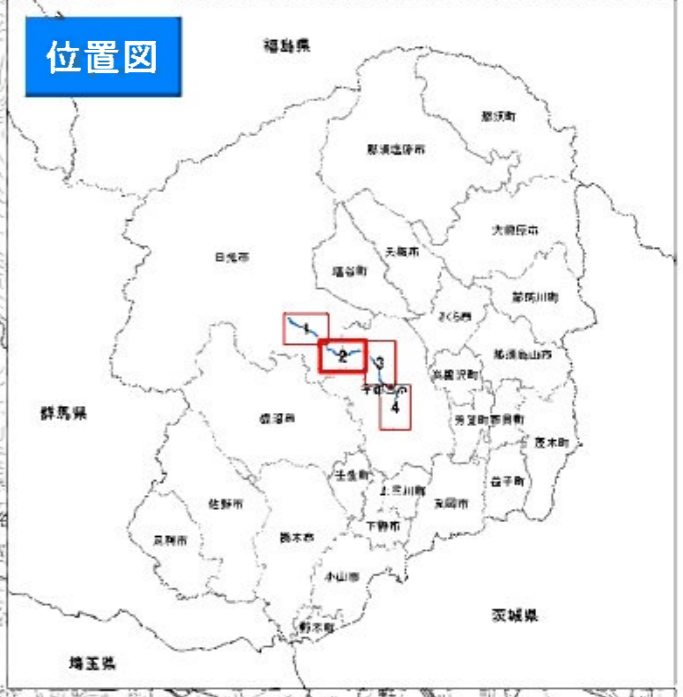 位置図
福島県
那須町
那須塩原市
大田原市
矢板市
日光市
塩谷町
那珂川町
さくら市
1
2
3
那須烏山市
高根沢町
宇都宮市
4
群馬県
鹿沼市
芳賀町
市貝町
茂木町
壬生町
益子町
上三川町
佐野市
真岡市
下野市
足利市
栃木市
小山市
茨城県
野木町
埼玉県